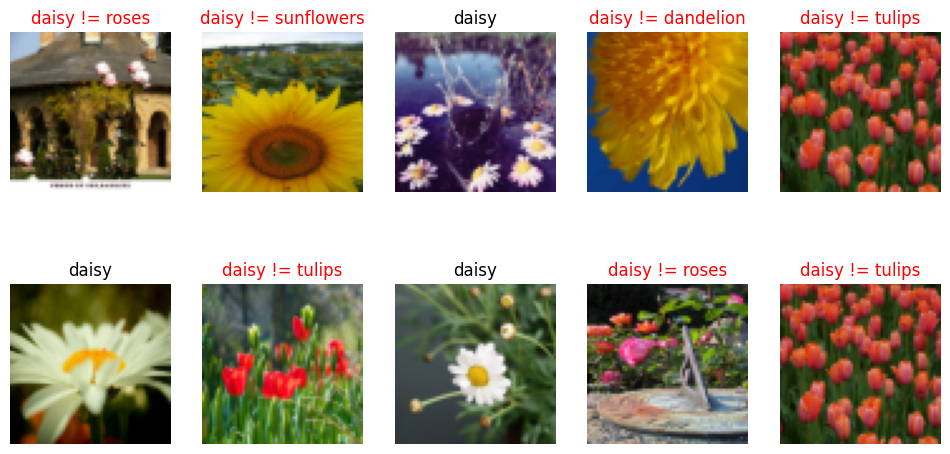 daisy != roses
daisy != sunflowers
daisy
daisy != dandelion
daisy != tulips
daisy
daisy != tulips
daisy
daisy != roses
daisy != tulips